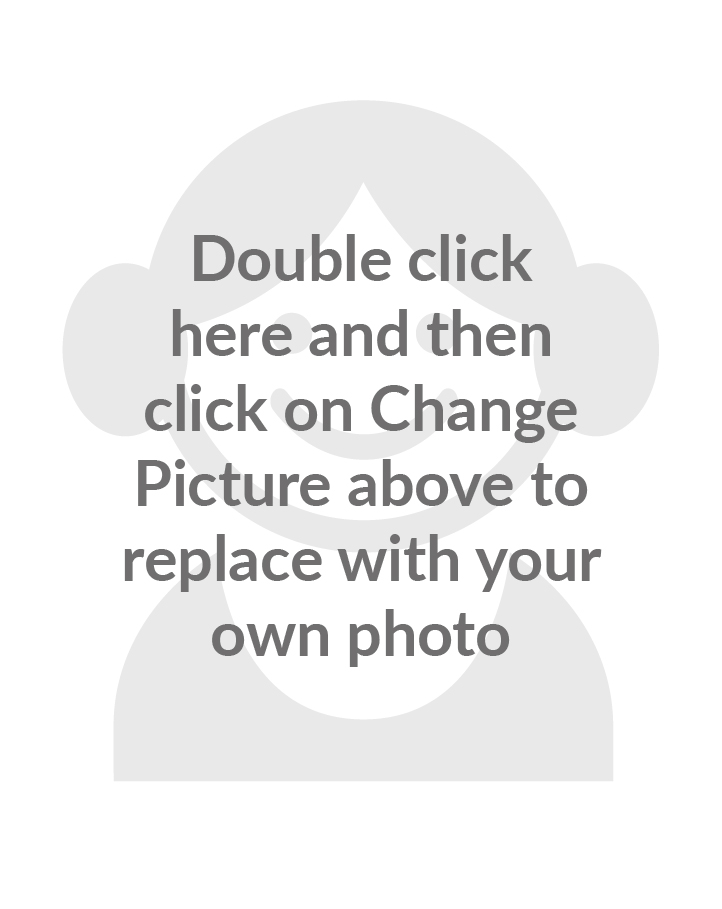 Double click
here and then
click on Change
Picture above to
replace with your
own photo